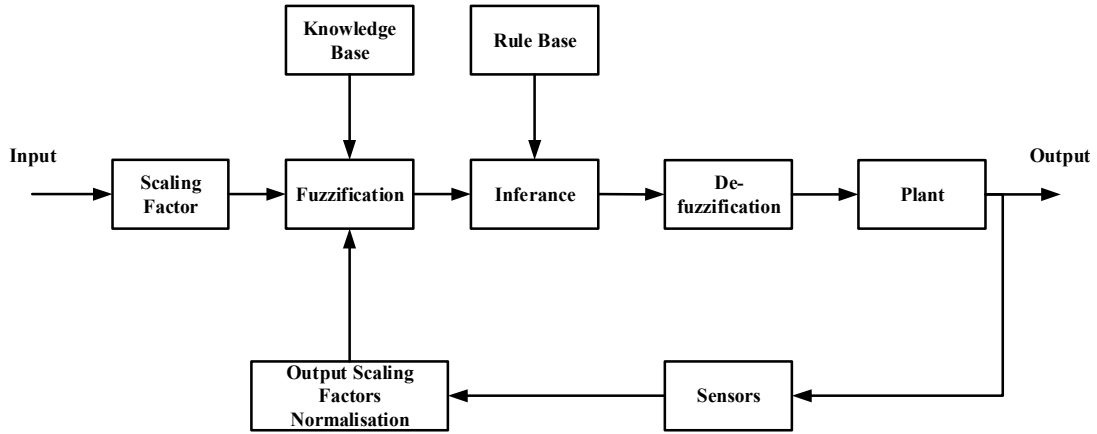 Knowledge
Base
Rule Base
Input
Output
Scaling
Factor
Fuzzification
Inferance
De-
fuzzification
Plant
Output Scaling
Factors
Normalisation
Sensors